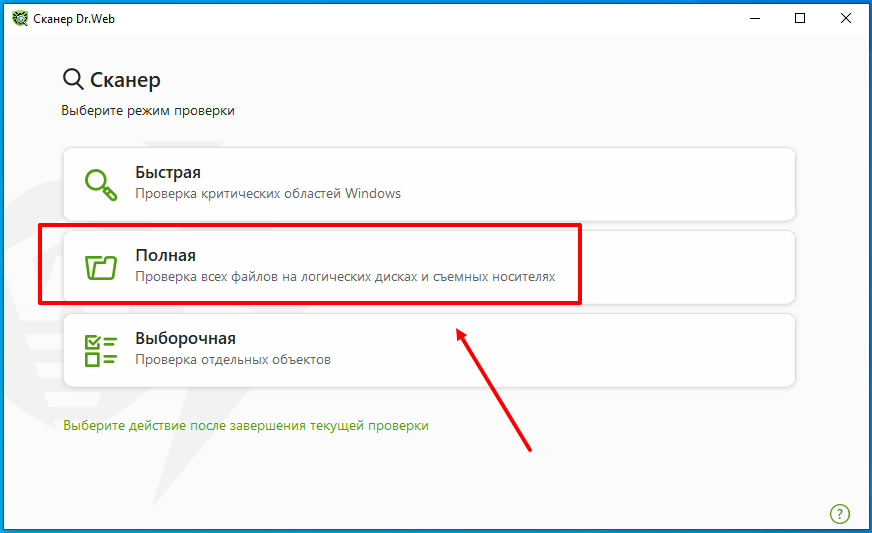 Сканер Dr.Web
Сканер
Выберите режим проверки
Быстрая
Проверка критических областей Windows
Полная
Проверка всех файлов на логических дисках и съемных носителях
Выборочная
Проверка отдельных объектов
Выберите действие после завершения текущей проверки
?